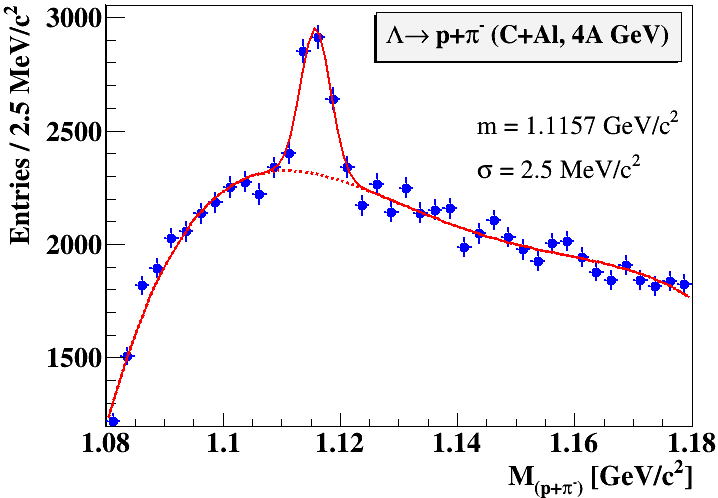 3000
2500
2000
1500
Entries / 2.5 MeV/c²
Λ→ p+π⁻ (C+Al, 4A GeV)
m = 1.1157 GeV/c²
σ = 2.5 MeV/c²
1.08 1.1 1.12 1.14 1.16 1.18
M(p+π⁻) [GeV/c²]